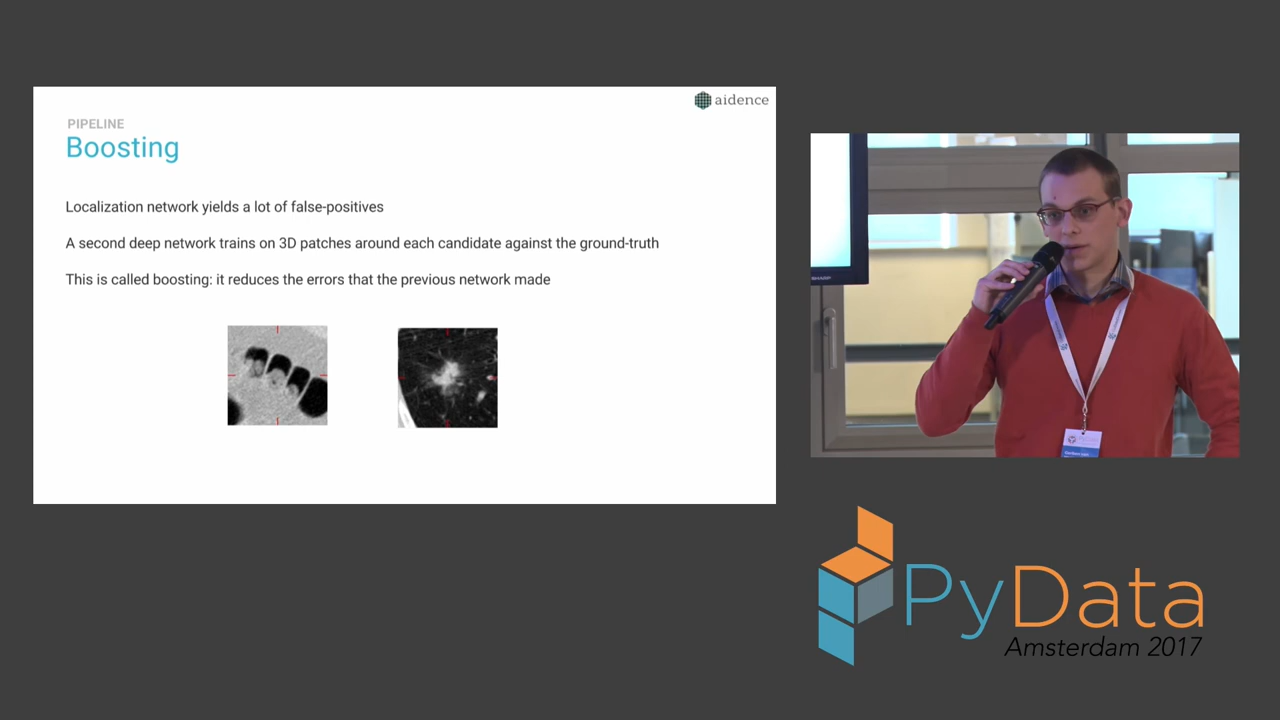 aidence
PIPELINE
Boosting
Localization network yields a lot of false-positives
A second deep network trains on 3D patches around each candidate against the ground-truth
This is called boosting: it reduces the errors that the previous network made
SHARP
PyData
Amsterdam 2017